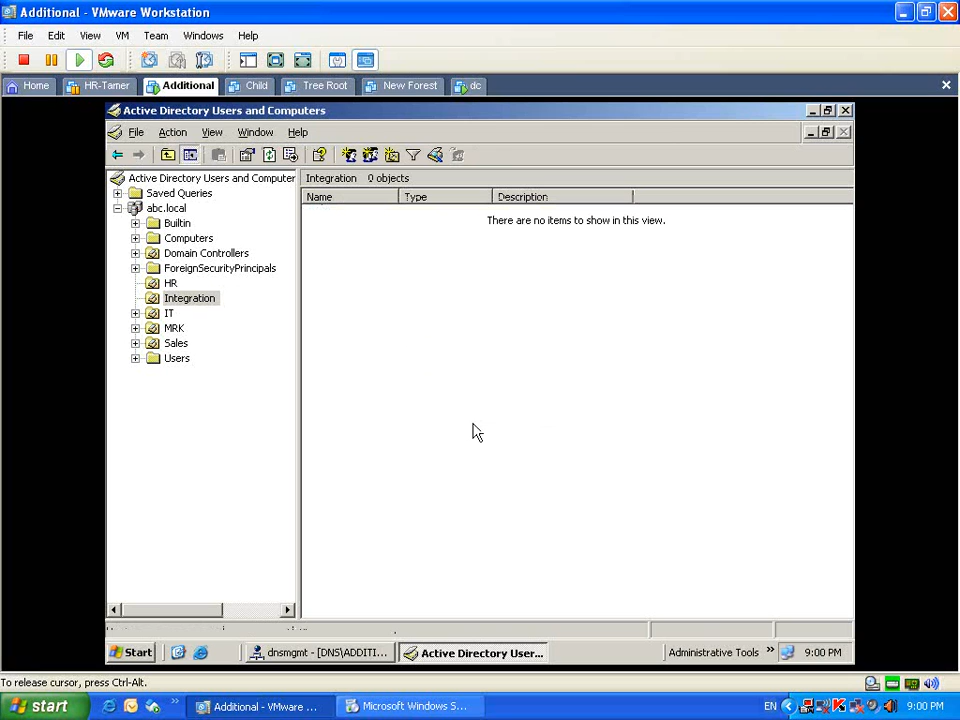 Additional - VMware Workstation
File Edit View VM Team Windows Help
Home HR-Tamer Additional Child Tree Root New Forest dc
Active Directory Users and Computers
File Action View Window Help
Active Directory Users and Computer
Integration 0 objects
Saved Queries
Name Type Description
abc.local
There are no items to show in this view.
Builtin
Computers
Domain Controllers
ForeignSecurityPrincipals
HR
Integration
IT
MRK
Sales
Users
Start dnsmgmt - [DNS\ADDITI... Active Directory User... Administrative Tools » 9:00 PM
To release cursor, press Ctrl-Alt.
start » Additional - VMware ... Microsoft Windows S... EN 9:00 PM